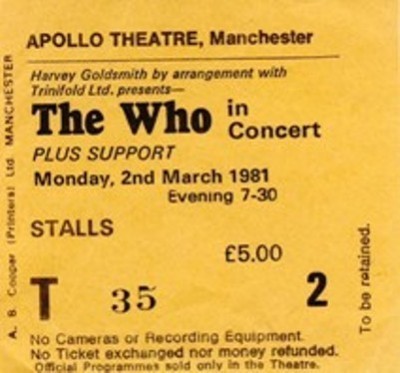 APOLLO THEATRE, Manchester
Harvey Goldsmith by arrangement with
Trinifold Ltd. presents—
The Who in Concert
PLUS SUPPORT
Monday, 2nd March 1981
Evening 7-30
STALLS
£5.00
T 35 2
No Cameras or Recording Equipment.
No Ticket exchanged nor money refunded.
Official Programmes sold only in the Theatre.
To be retained.
A. B. Cooper (Printers) Ltd. MANCHESTER